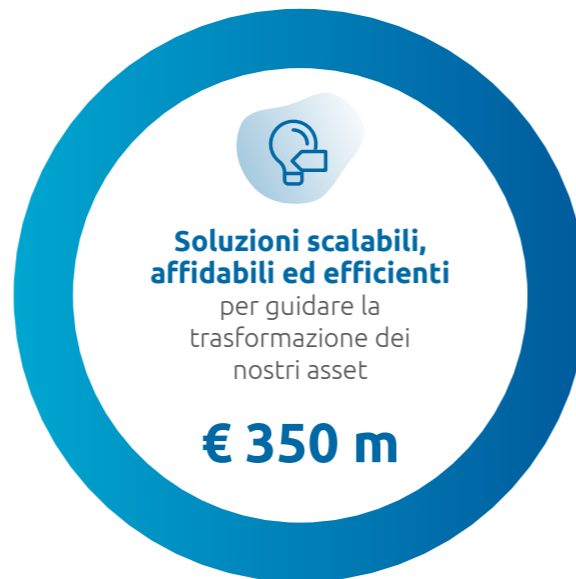 Soluzioni scalabili,
affidabili ed efficienti
per guidare la
trasformazione dei
nostri asset
€ 350 m